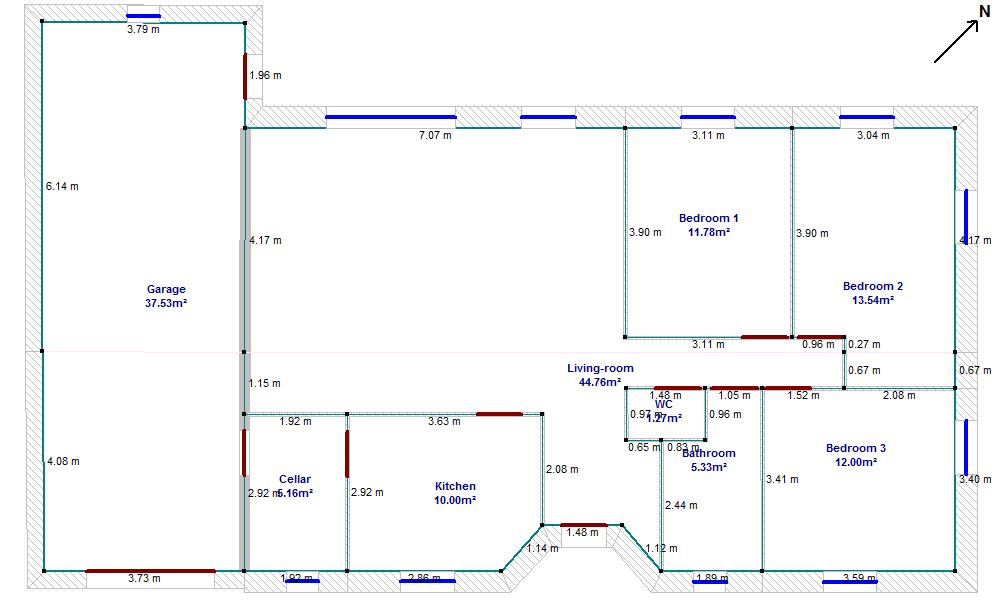 N
3.79 m
1.96 m
7.07 m
3.11 m
3.04 m
6.14 m
Bedroom 1
11.78m²
3.90 m
3.90 m
4.17 m
4.17 m
Garage
37.53m²
Bedroom 2
13.54m²
3.11 m
0.96 m
0.27 m
Living-room
44.76m²
0.67 m
0.67 m
1.15 m
1.48 m
1.05 m
1.52 m
2.08 m
WC
1.27m²
0.97 m
0.96 m
1.92 m
3.63 m
0.65 m
0.83 m
Bathroom
5.33m²
Bedroom 3
12.00m²
4.08 m
2.08 m
Cellar
5.16m²
2.92 m
Kitchen
10.00m²
2.92 m
3.41 m
3.40 m
2.44 m
1.48 m
1.14 m
1.12 m
3.73 m
1.92 m
2.86 m
1.89 m
3.59 m